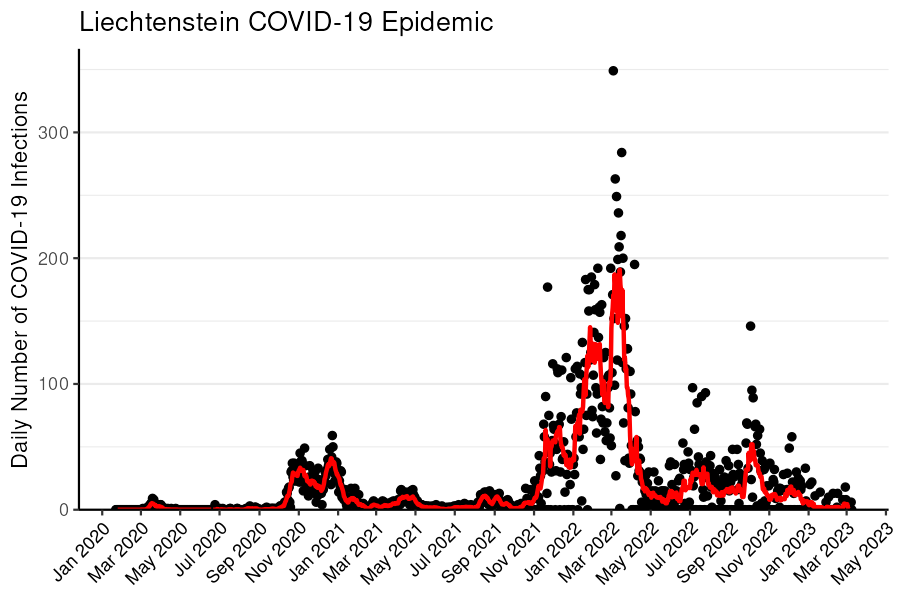 Liechtenstein COVID-19 Epidemic
Daily Number of COVID-19 Infections
300
200
100
0
Jan 2020
Mar 2020
May 2020
Jul 2020
Sep 2020
Nov 2020
Jan 2021
Mar 2021
May 2021
Jul 2021
Sep 2021
Nov 2021
Jan 2022
Mar 2022
May 2022
Jul 2022
Sep 2022
Nov 2022
Jan 2023
Mar 2023
May 2023